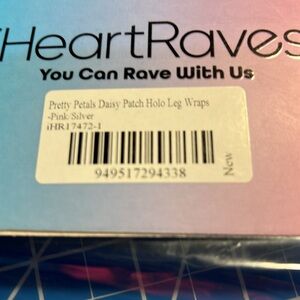 iHeartRaves
You Can Rave With Us
Pretty Petals Daisy Patch Holo Leg Wraps
-Pink/Silver
iHR17472-1
949517294338
New